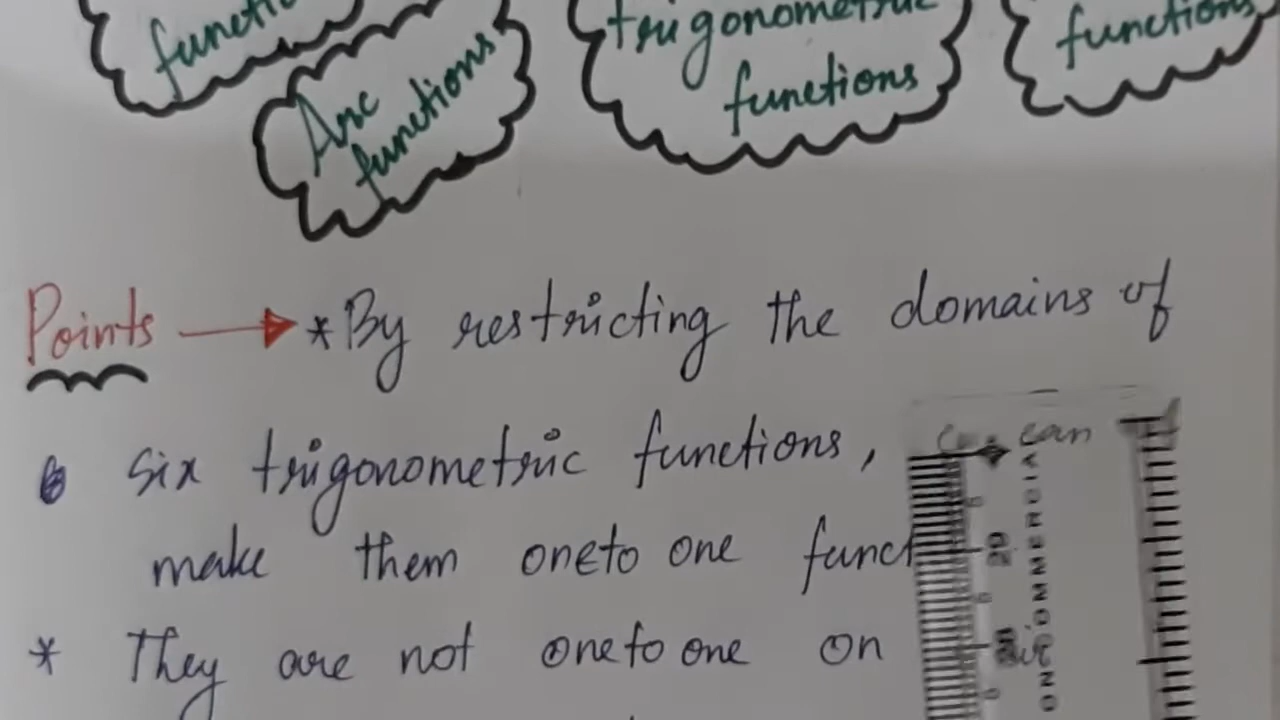 functio
Arc
functions
trigonometric
functions
functions
Points → * By restricting the domains of
six trigonometric functions, can
make them oneto one funct
* They are not oneto one on